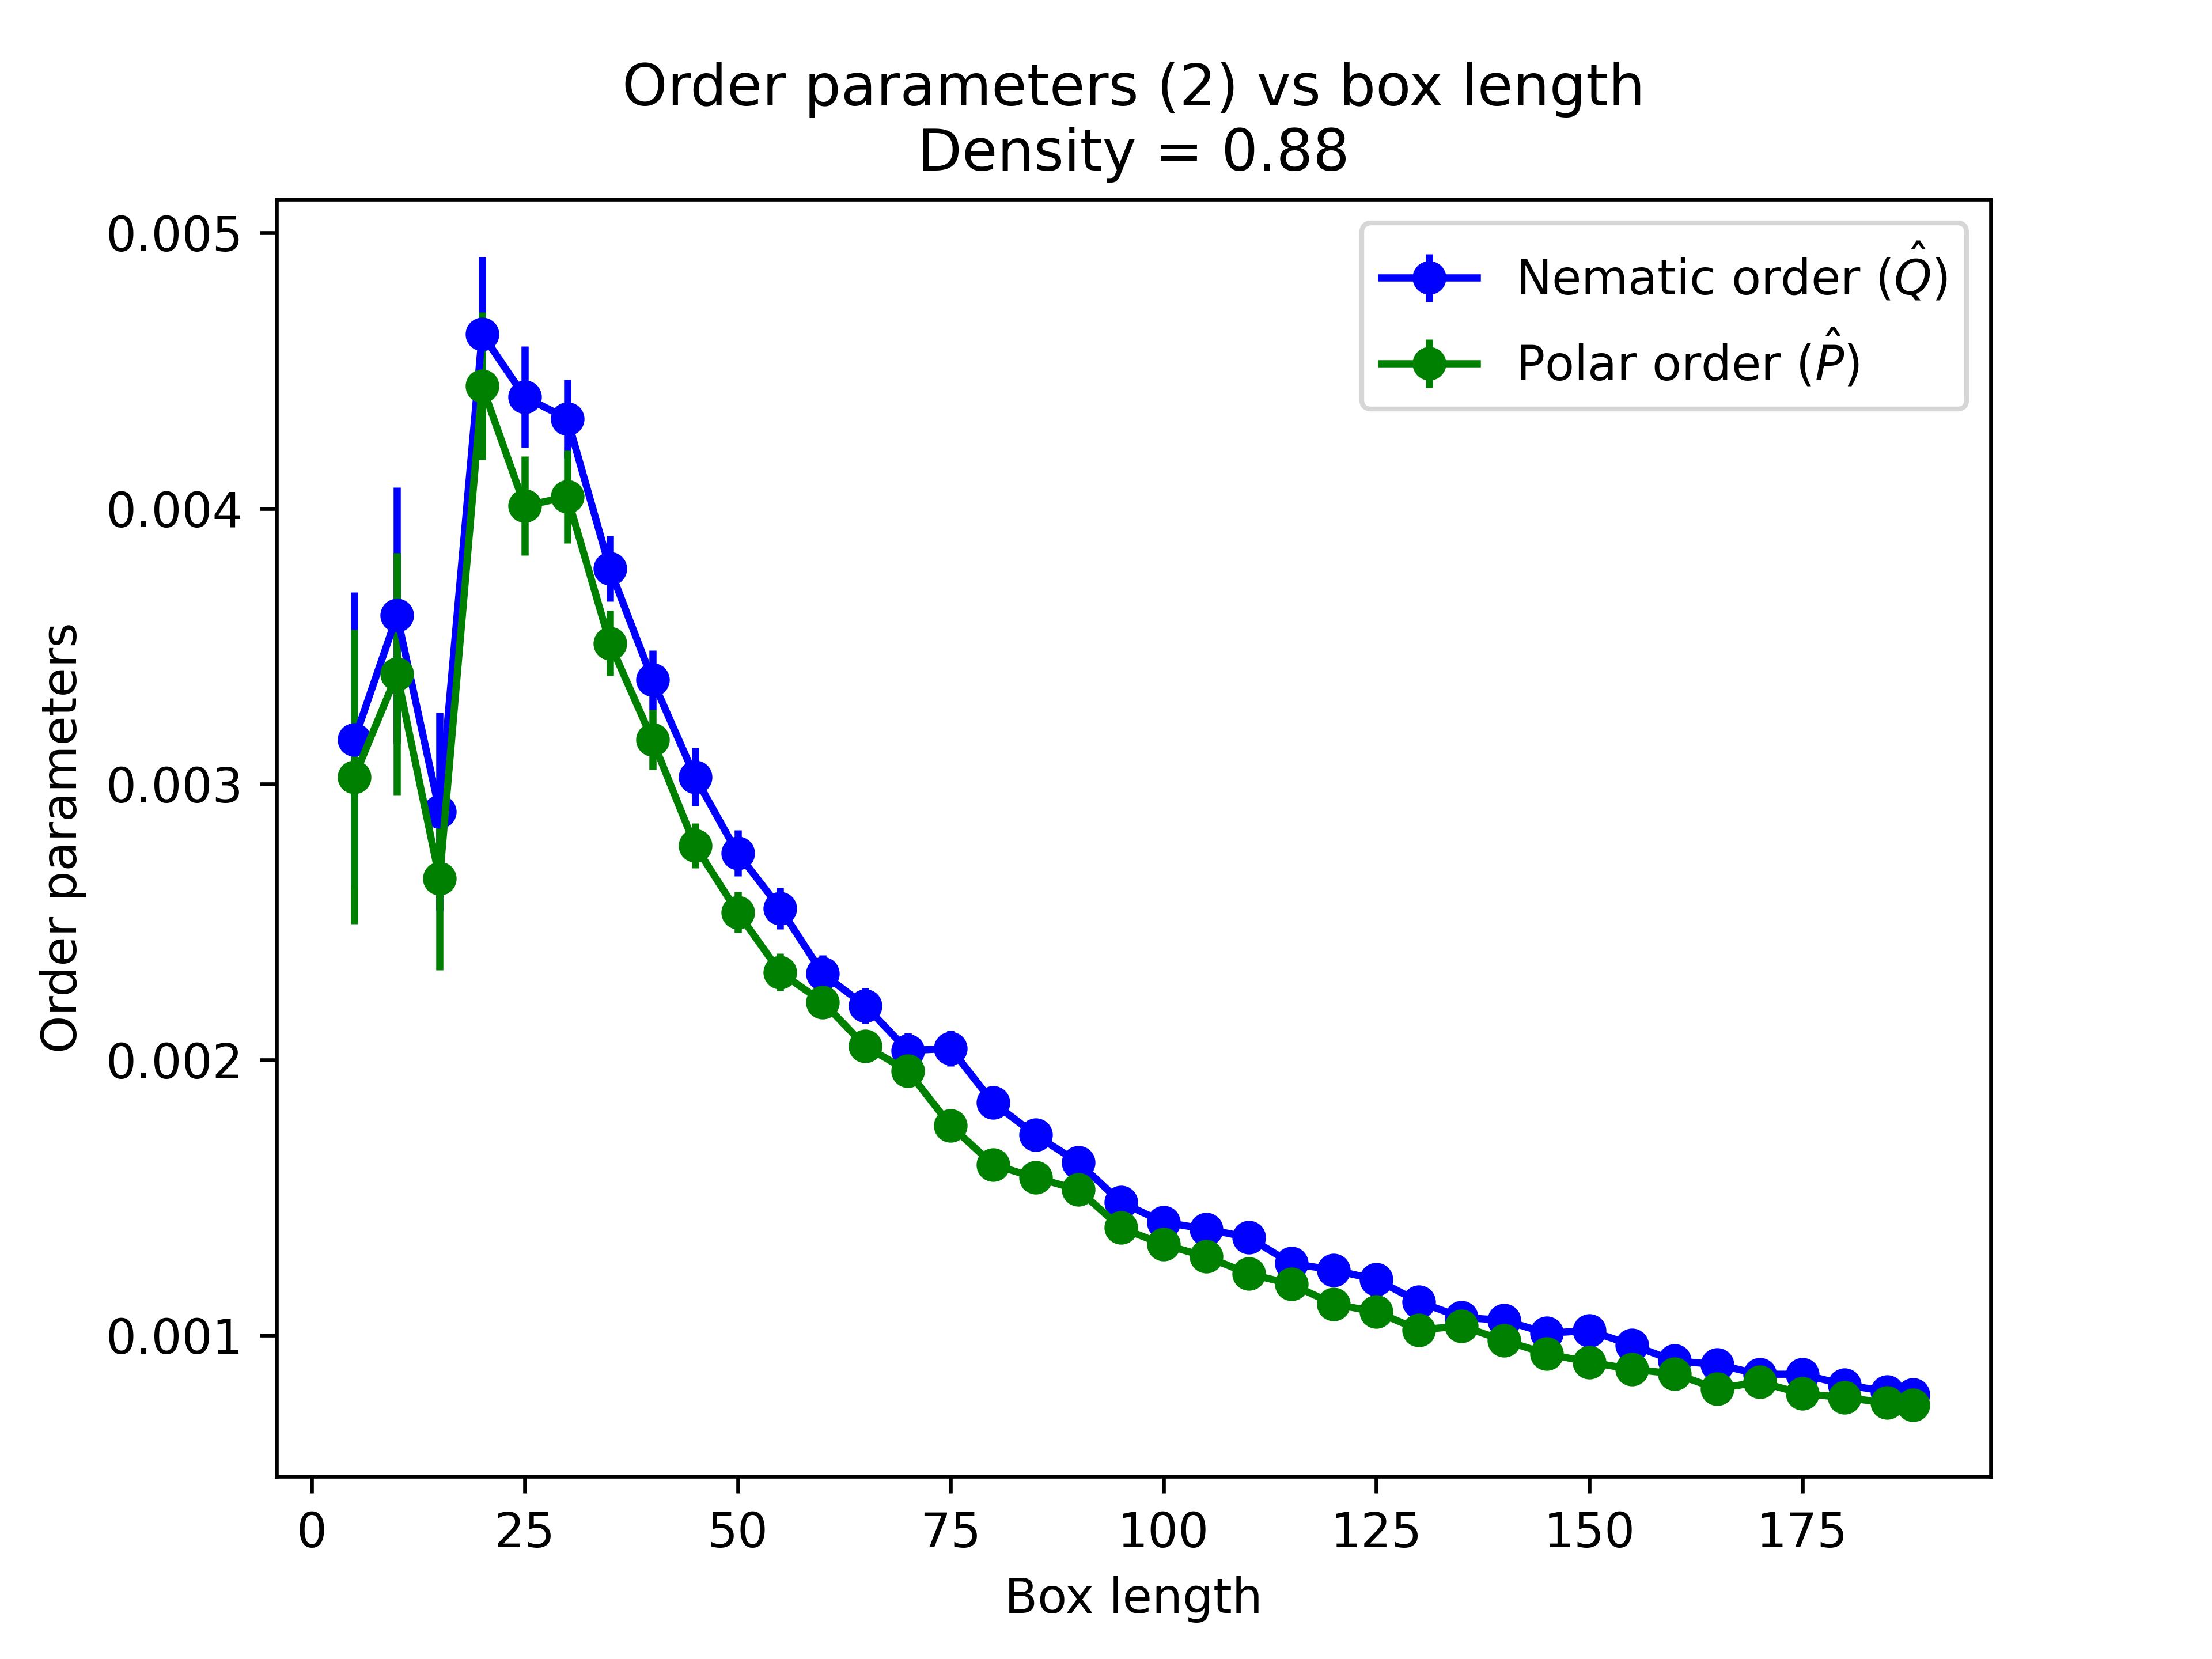 Order parameters (2) vs box length
Density = 0.88
0.005
0.004
0.003
0.002
0.001
Order parameters
Nematic order (Q̂)
Polar order (P̂)
0 25 50 75 100 125 150 175
Box length